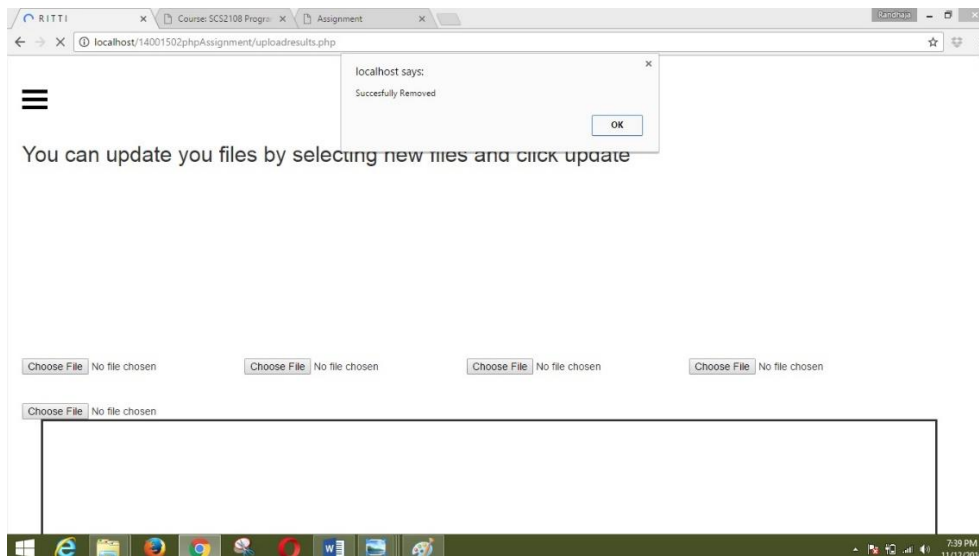 RITTI
Course: SCS2108 Progra
Assignment
Randhaja
localhost/14001502phpAssignment/uploadresults.php
localhost says:
Succesfully Removed
OK
You can update you files by selecting new files and click update
Choose File No file chosen
Choose File No file chosen
Choose File No file chosen
Choose File No file chosen
Choose File No file chosen
7:39 PM